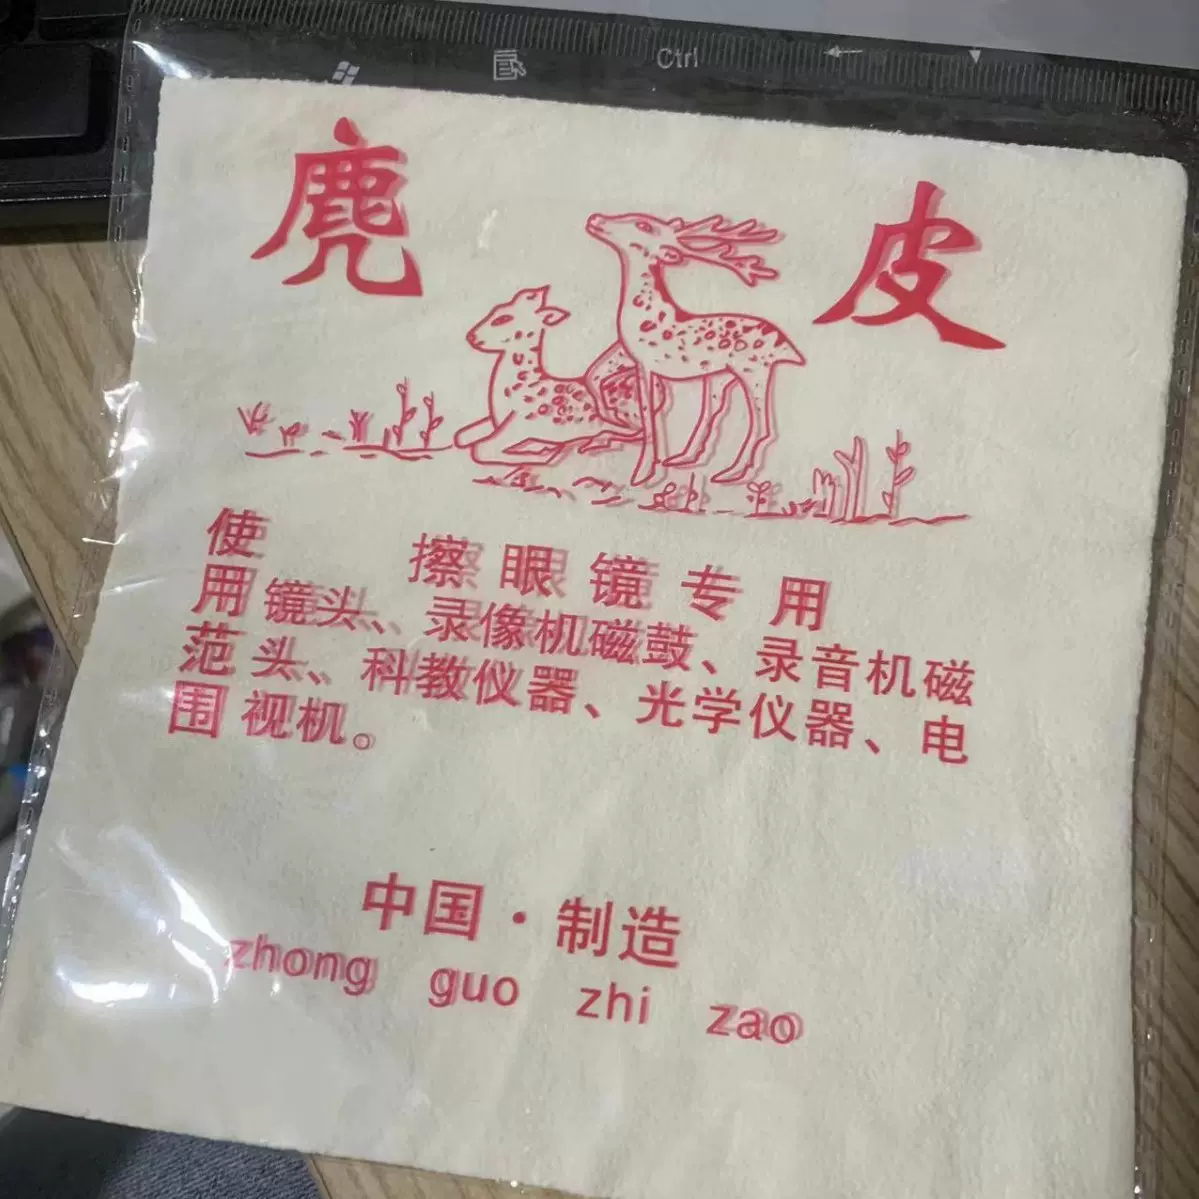 Ctrl
麂 皮
使用范围
擦眼镜专用
镜头、录像机磁鼓、录音机磁
头、科教仪器、光学仪器、电
视机。
中国·制造
zhong guo zhi zao